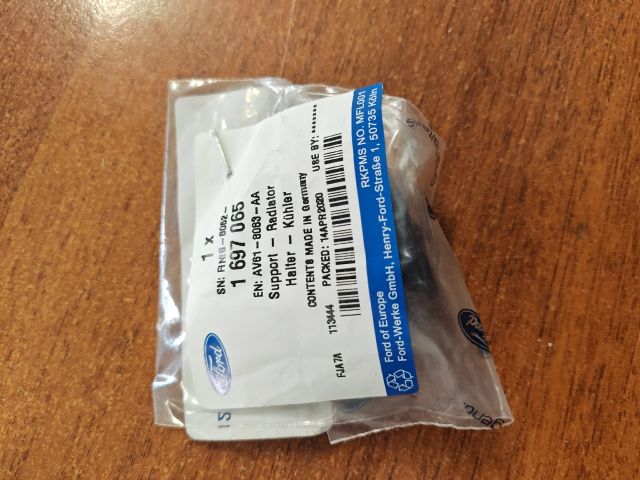 1 x
1 697 065
EN: AV61-8063-AA
Support - Radiator
Halter - Kühler
CONTENTS MADE IN Germany
PACKED: 14APR2020 USE BY: *******
FJA7A 113444
Ford
Ford of Europe RKPMS NO. MFL001
Ford-Werke GmbH, Henry-Ford-Straße 1, 50735 Köln